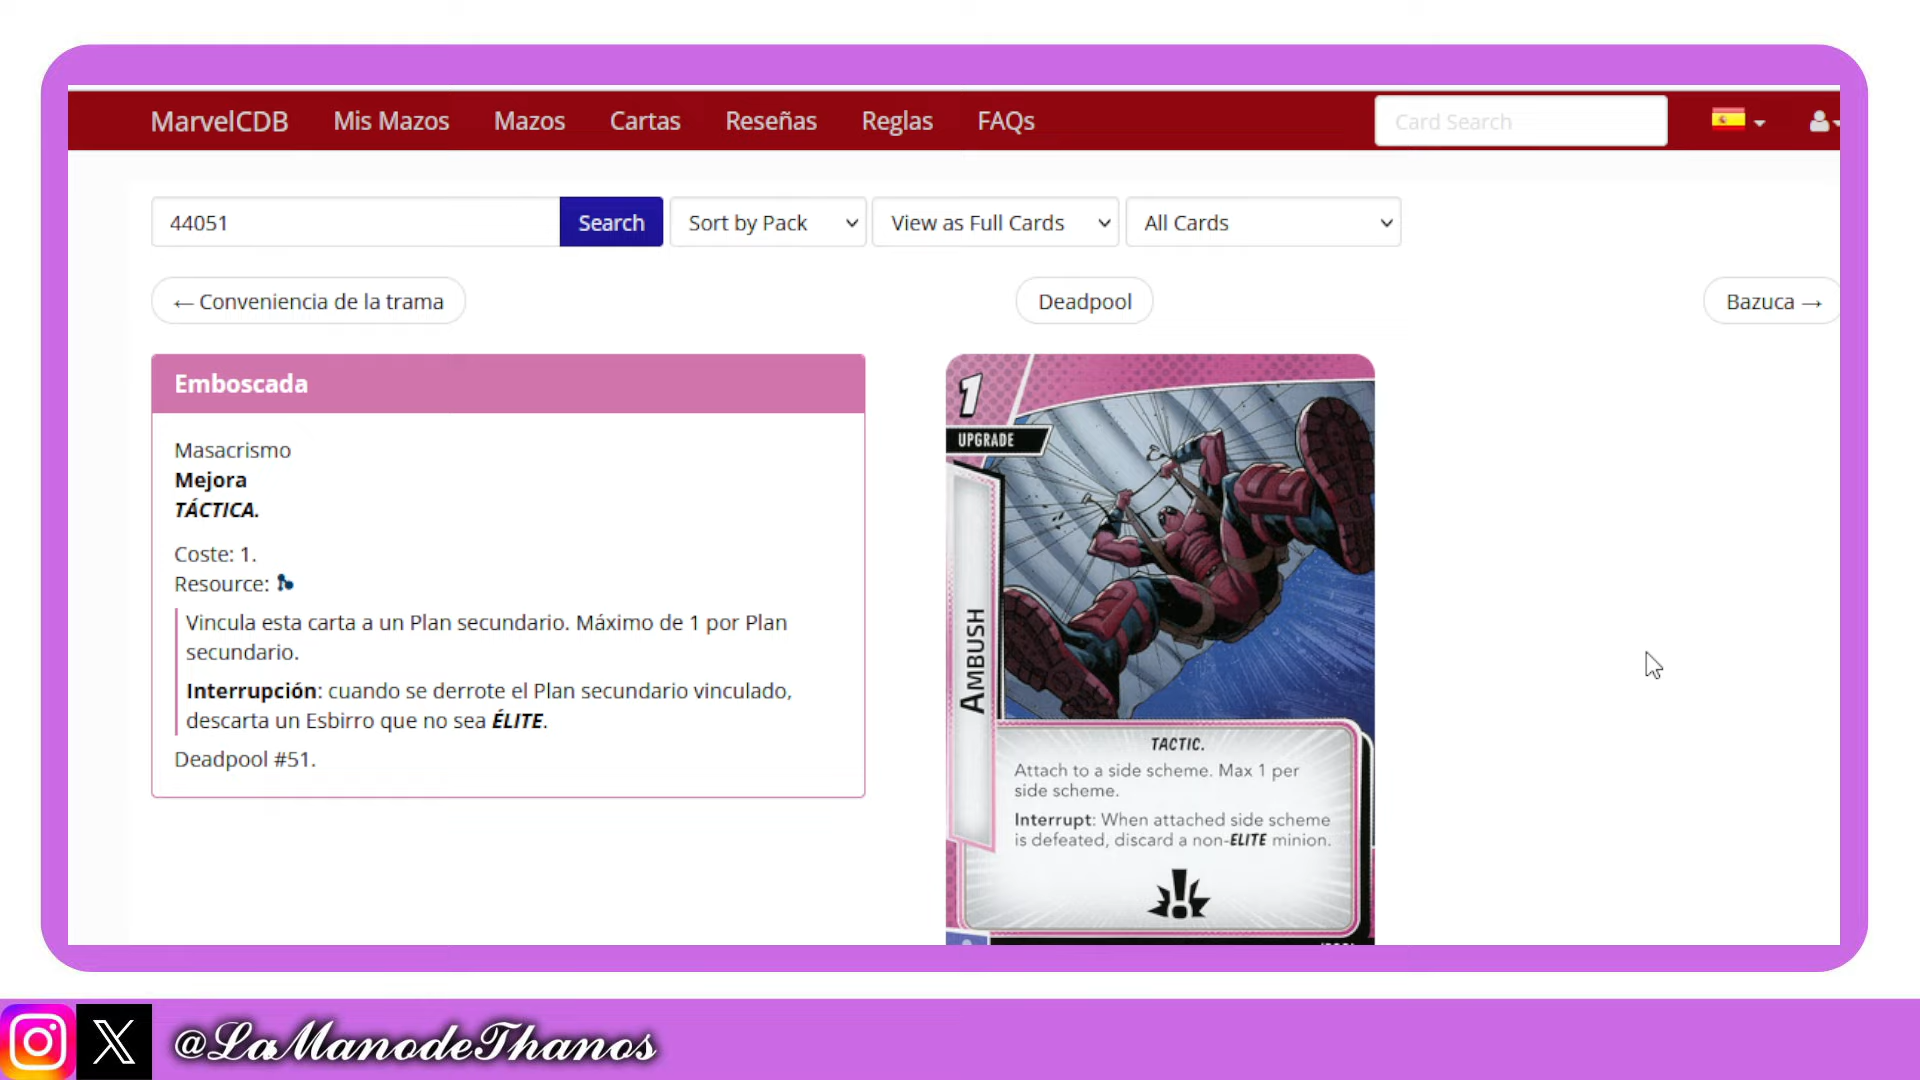 MarvelCDB Mis Mazos Mazos Cartas Reseñas Reglas FAQs Card Search
44051 Search Sort by Pack View as Full Cards All Cards
← Conveniencia de la trama Deadpool Bazuca →
Emboscada
Masacrismo
Mejora
TÁCTICA.
Coste: 1.
Resource:
Vincula esta carta a un Plan secundario. Máximo de 1 por Plan
secundario.
Interrupción: cuando se derrote el Plan secundario vinculado,
descarta un Esbirro que no sea ÉLITE.
Deadpool #51.
1
UPGRADE
AMBUSH
TACTIC.
Attach to a side scheme. Max 1 per
side scheme.
Interrupt: When attached side scheme
is defeated, discard a non-ELITE minion.
@LaManodeThanos